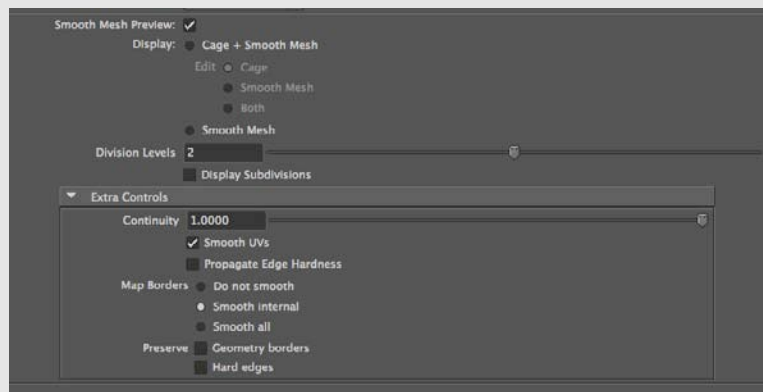 Smooth Mesh Preview:
Display: Cage + Smooth Mesh
Edit Cage
Smooth Mesh
Both
Smooth Mesh
Division Levels 2
Display Subdivisions
Extra Controls
Continuity 1.0000
Smooth UVs
Propagate Edge Hardness
Map Borders Do not smooth
Smooth internal
Smooth all
Preserve Geometry borders
Hard edges